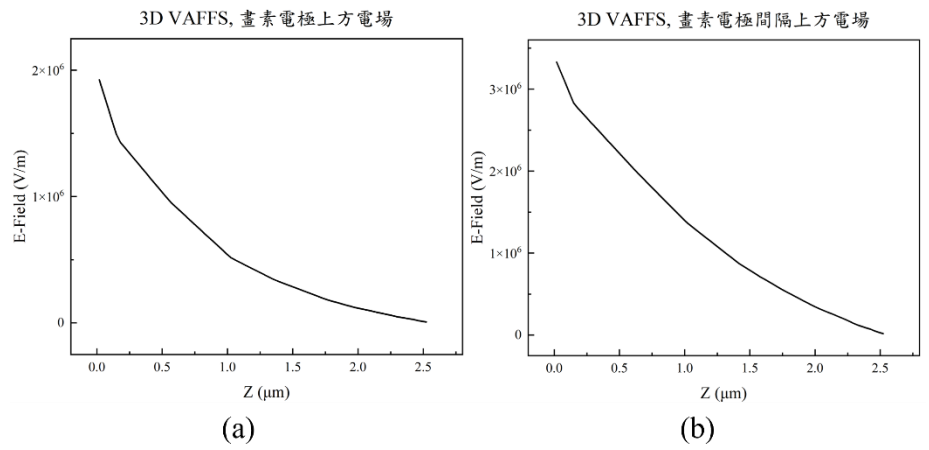 3D VAFFS, 畫素電極上方電場
E-Field (V/m)
2×10⁶
1×10⁶
0
0.0 0.5 1.0 1.5 2.0 2.5
Z (μm)
(a)
3D VAFFS, 畫素電極間隔上方電場
E-Field (V/m)
3×10⁶
2×10⁶
1×10⁶
0
0.0 0.5 1.0 1.5 2.0 2.5
Z (μm)
(b)